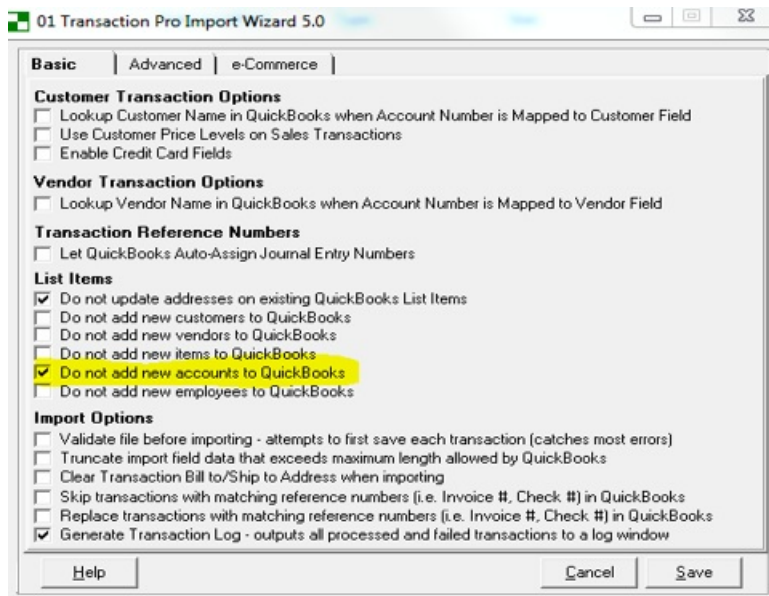 01 Transaction Pro Import Wizard 5.0
Basic Advanced e-Commerce
Customer Transaction Options
Lookup Customer Name in QuickBooks when Account Number is Mapped to Customer Field
Use Customer Price Levels on Sales Transactions
Enable Credit Card Fields
Vendor Transaction Options
Lookup Vendor Name in QuickBooks when Account Number is Mapped to Vendor Field
Transaction Reference Numbers
Let QuickBooks Auto-Assign Journal Entry Numbers
List Items
Do not update addresses on existing QuickBooks List Items
Do not add new customers to QuickBooks
Do not add new vendors to QuickBooks
Do not add new items to QuickBooks
Do not add new accounts to QuickBooks
Do not add new employees to QuickBooks
Import Options
Validate file before importing - attempts to first save each transaction (catches most errors)
Truncate import field data that exceeds maximum length allowed by QuickBooks
Clear Transaction Bill to/Ship to Address when importing
Skip transactions with matching reference numbers (i.e. Invoice #, Check #) in QuickBooks
Replace transactions with matching reference numbers (i.e. Invoice #, Check #) in QuickBooks
Generate Transaction Log - outputs all processed and failed transactions to a log window
Help Cancel Save